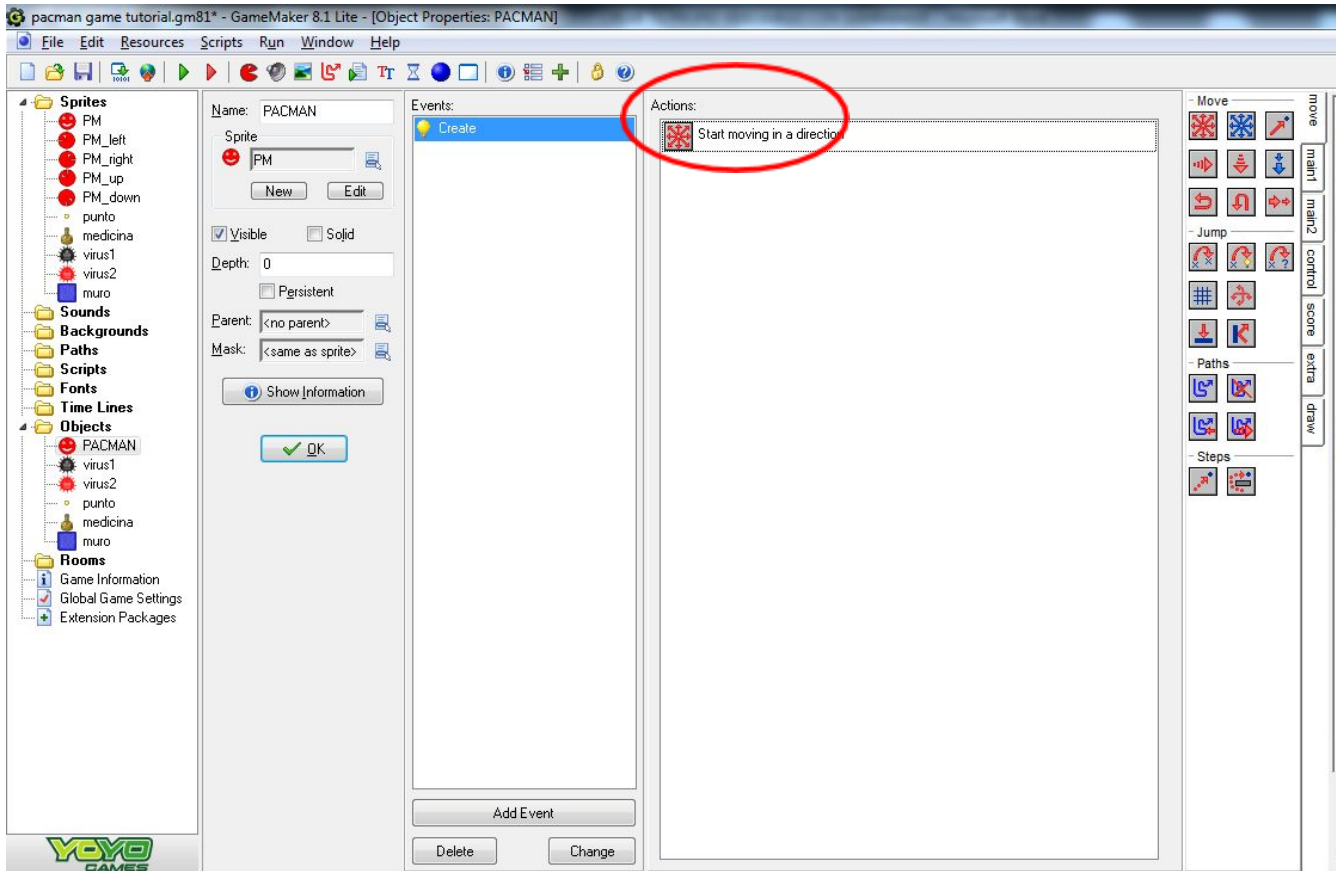 pacman game tutorial.gm81* - GameMaker 8.1 Lite - [Object Properties: PACMAN]
File Edit Resources Scripts Run Window Help
Sprites
PM
PM_left
PM_right
PM_up
PM_down
punto
medicina
virus1
virus2
muro
Sounds
Backgrounds
Paths
Scripts
Fonts
Time Lines
Objects
PACMAN
virus1
virus2
punto
medicina
muro
Rooms
Game Information
Global Game Settings
Extension Packages
YOYO
GAMES
Name: PACMAN
Sprite
PM
New Edit
Visible Solid
Depth: 0
Persistent
Parent: <no parent>
Mask: <same as sprite>
Show Information
OK
Events:
Create
Add Event
Delete Change
Actions:
Start moving in a direction
Move
Jump
Paths
Steps
move
main1
main2
control
score
extra
draw